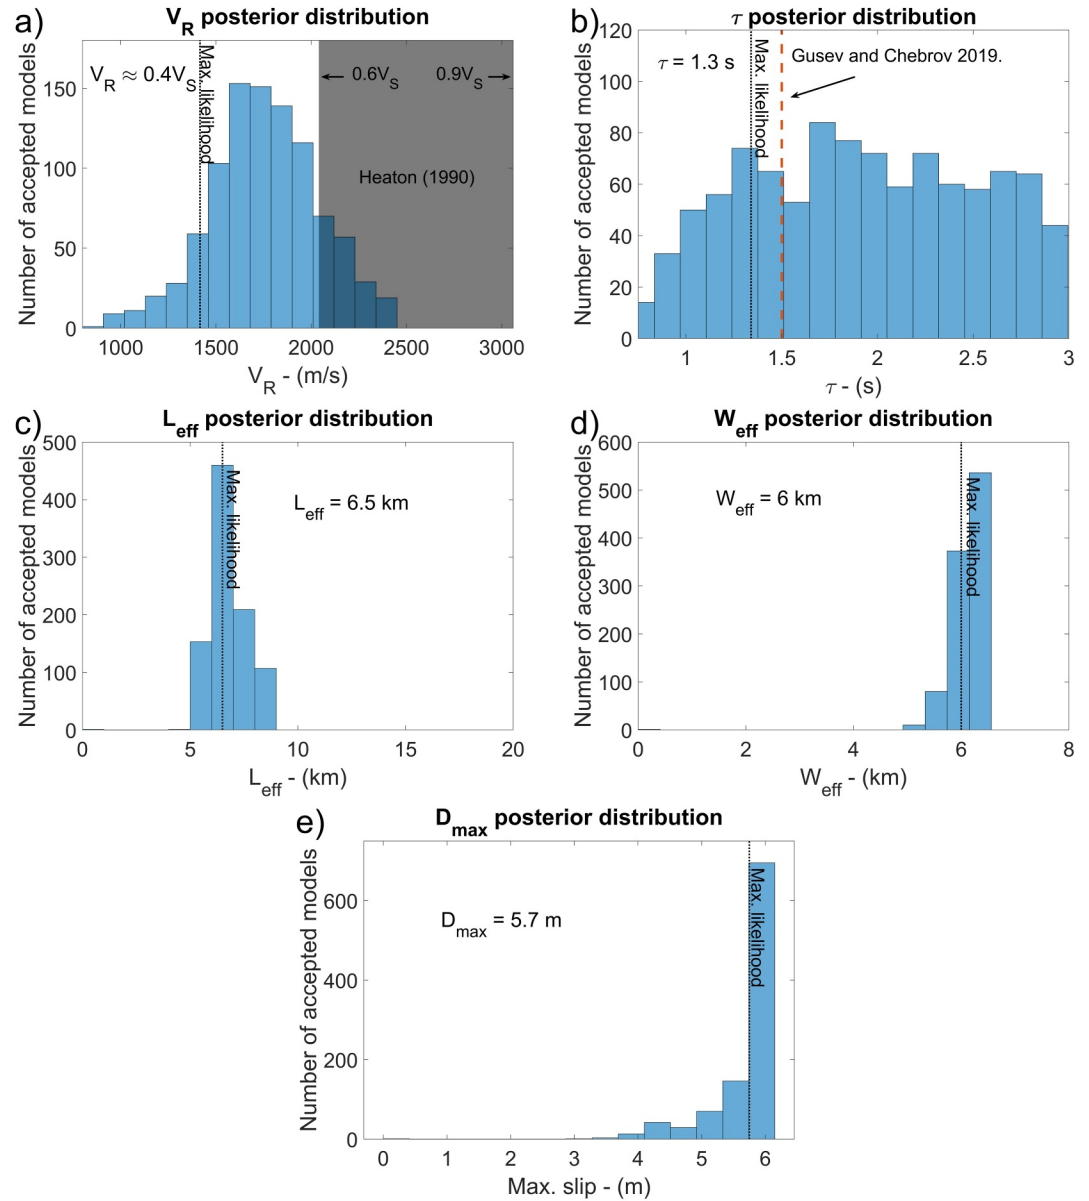 a)
V_R posterior distribution
Number of accepted models
150
100
50
0
V_R ≈ 0.4V_S
Max. likelihood
0.6V_S
0.9V_S
Heaton (1990)
1000
1500
2000
2500
3000
V_R - (m/s)
b)
τ posterior distribution
Number of accepted models
120
100
80
60
40
20
0
τ = 1.3 s
Max. likelihood
Gusev and Chebrov 2019.
1
1.5
2
2.5
3
τ - (s)
c)
L_eff posterior distribution
Number of accepted models
500
400
300
200
100
0
Max. likelihood
L_eff = 6.5 km
0
5
10
15
20
L_eff - (km)
d)
W_eff posterior distribution
Number of accepted models
600
500
400
300
200
100
0
W_eff = 6 km
Max. likelihood
0
2
4
6
8
W_eff - (km)
e)
D_max posterior distribution
Number of accepted models
600
400
200
0
D_max = 5.7 m
Max. likelihood
0
1
2
3
4
5
6
Max. slip - (m)